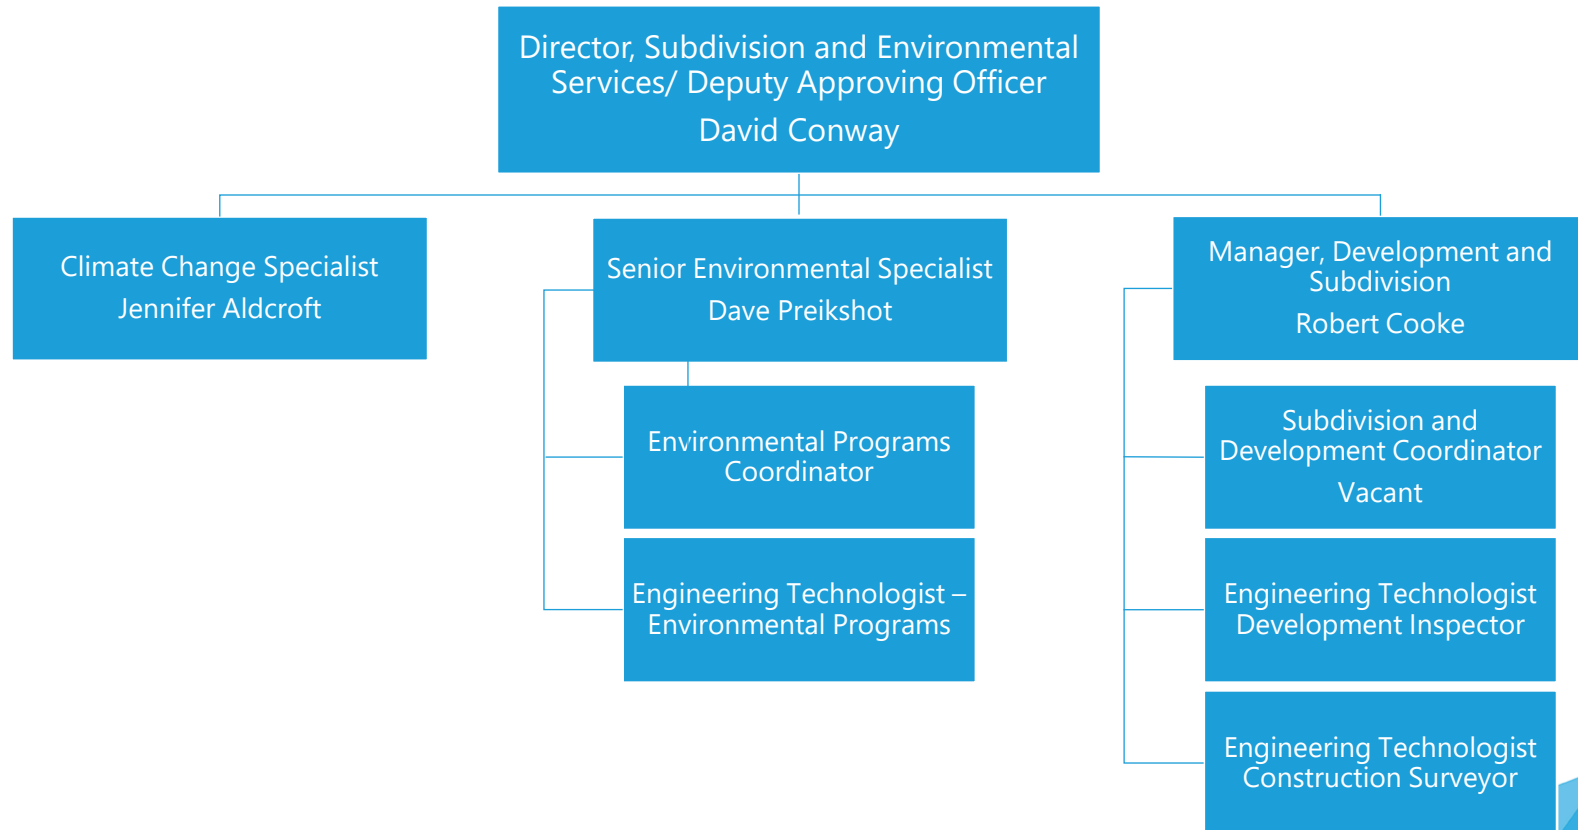 Director, Subdivision and Environmental
Services/ Deputy Approving Officer
David Conway
Climate Change Specialist
Jennifer Aldcroft
Senior Environmental Specialist
Dave Preikshot
Manager, Development and
Subdivision
Robert Cooke
Environmental Programs
Coordinator
Engineering Technologist –
Environmental Programs
Subdivision and
Development Coordinator
Vacant
Engineering Technologist
Development Inspector
Engineering Technologist
Construction Surveyor